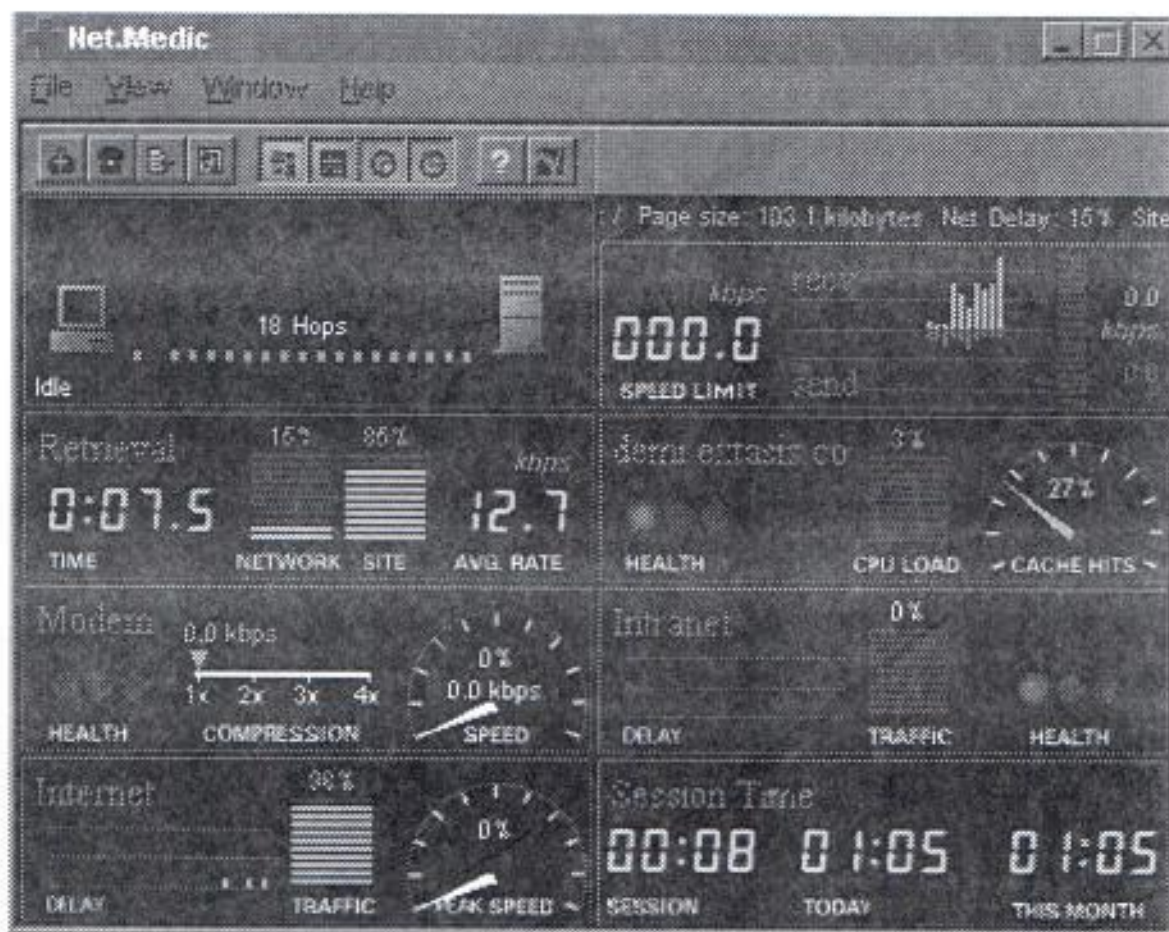 Net.Medic
File View Window Help
?
Page size: 103.1 kilobytes Net Delay: 15% Site
18 Hops
Idle
kbps recv 0.0
000.0 kbps
SPEED LIMIT send 0.0
Retrieval 15% 85% kbps
0:07.5 12.7
TIME NETWORK SITE AVG. RATE
3%
27%
HEALTH CPU LOAD CACHE HITS
Modem 0.0 kbps
1x 2x 3x 4x
0%
0.0 kbps
HEALTH COMPRESSION SPEED
Intranet 0%
DELAY TRAFFIC HEALTH
Internet
0%
DELAY TRAFFIC PEAK SPEED
Session Time
00:08 01:05 01:05
SESSION TODAY THIS MONTH